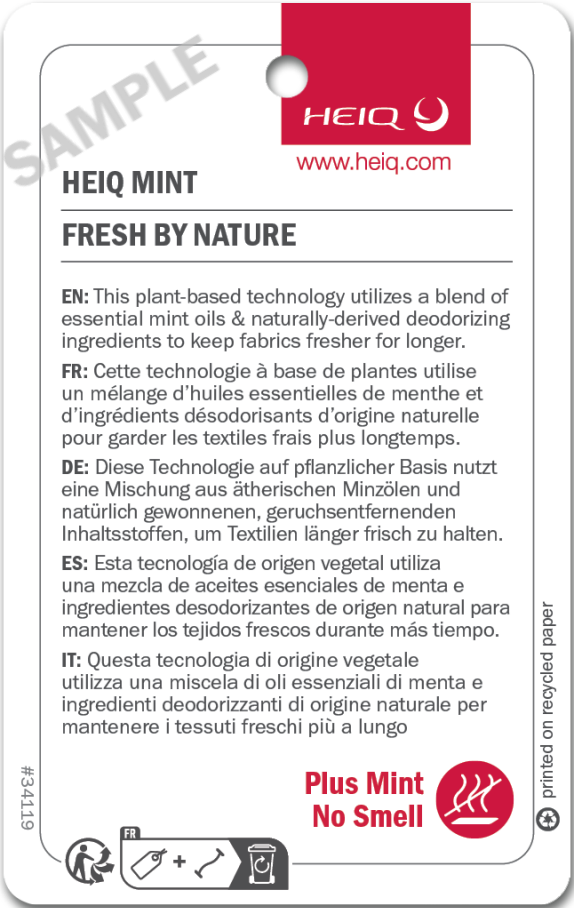 SAMPLE
HEIQ
www.heiq.com
HEIQ MINT
FRESH BY NATURE
EN: This plant-based technology utilizes a blend of
essential mint oils & naturally-derived deodorizing
ingredients to keep fabrics fresher for longer.
FR: Cette technologie à base de plantes utilise
un mélange d'huiles essentielles de menthe et
d'ingrédients désodorisants d'origine naturelle
pour garder les textiles frais plus longtemps.
DE: Diese Technologie auf pflanzlicher Basis nutzt
eine Mischung aus ätherischen Minzölen und
natürlich gewonnenen, geruchsentfernenden
Inhaltsstoffen, um Textilien länger frisch zu halten.
ES: Esta tecnología de origen vegetal utiliza
una mezcla de aceites esenciales de menta e
ingredientes desodorizantes de origen natural para
mantener los tejidos frescos durante más tiempo.
IT: Questa tecnologia di origine vegetale
utilizza una miscela di oli essenziali di menta e
ingredienti deodorizzanti di origine naturale per
mantenere i tessuti freschi più a lungo
Plus Mint
No Smell
#34119
printed on recycled paper
FR
+